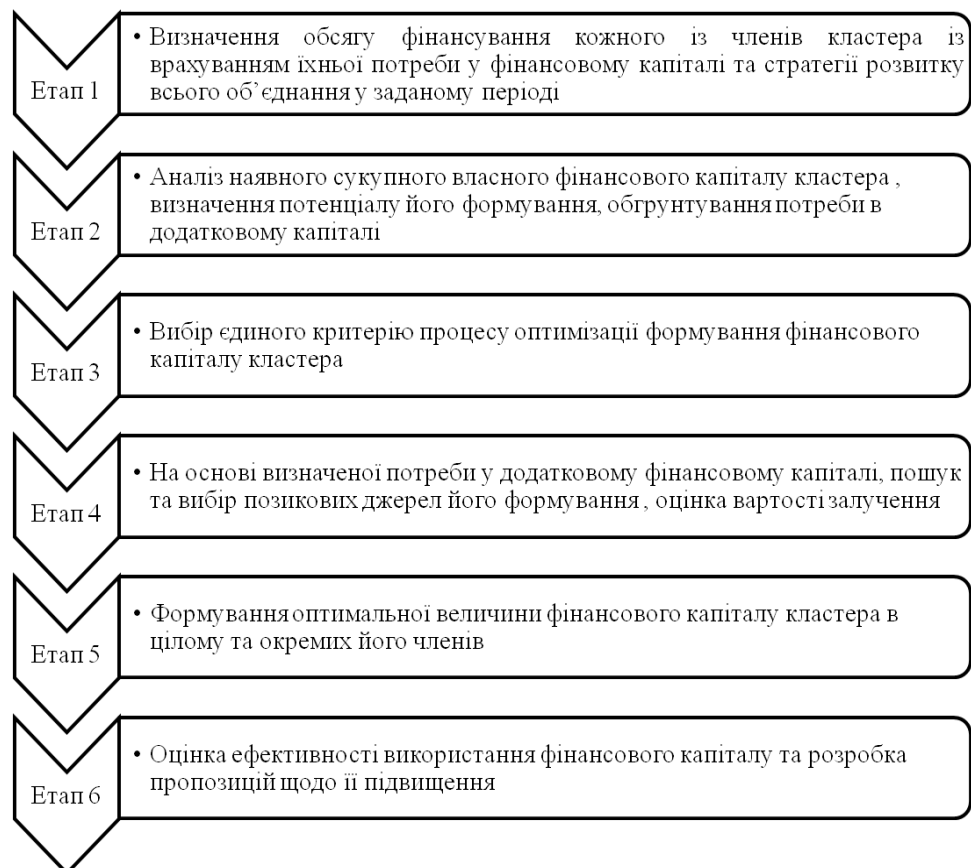 Етап 1
• Визначення обсягу фінансування кожного із членів кластера із
врахуванням їхньої потреби у фінансовому капіталі та стратегії розвитку
всього об’єднання у заданому періоді
Етап 2
• Аналіз наявного сукупного власного фінансового капіталу кластера ,
визначення потенціалу його формування, обгрунтування потреби в
додатковому капіталі
Етап 3
• Вибір єдиного критерію процесу оптимізації формування фінансового
капіталу кластера
Етап 4
• На основі визначеної потреби у додатковому фінансовому капіталі, пошук
та вибір позикових джерел його формування , оцінка вартості залучення
Етап 5
• Формування оптимальної величини фінансового капіталу кластера в
цілому та окремих його членів
Етап 6
• Оцінка ефективності використання фінансового капіталу та розробка
пропозицій щодо її підвищення